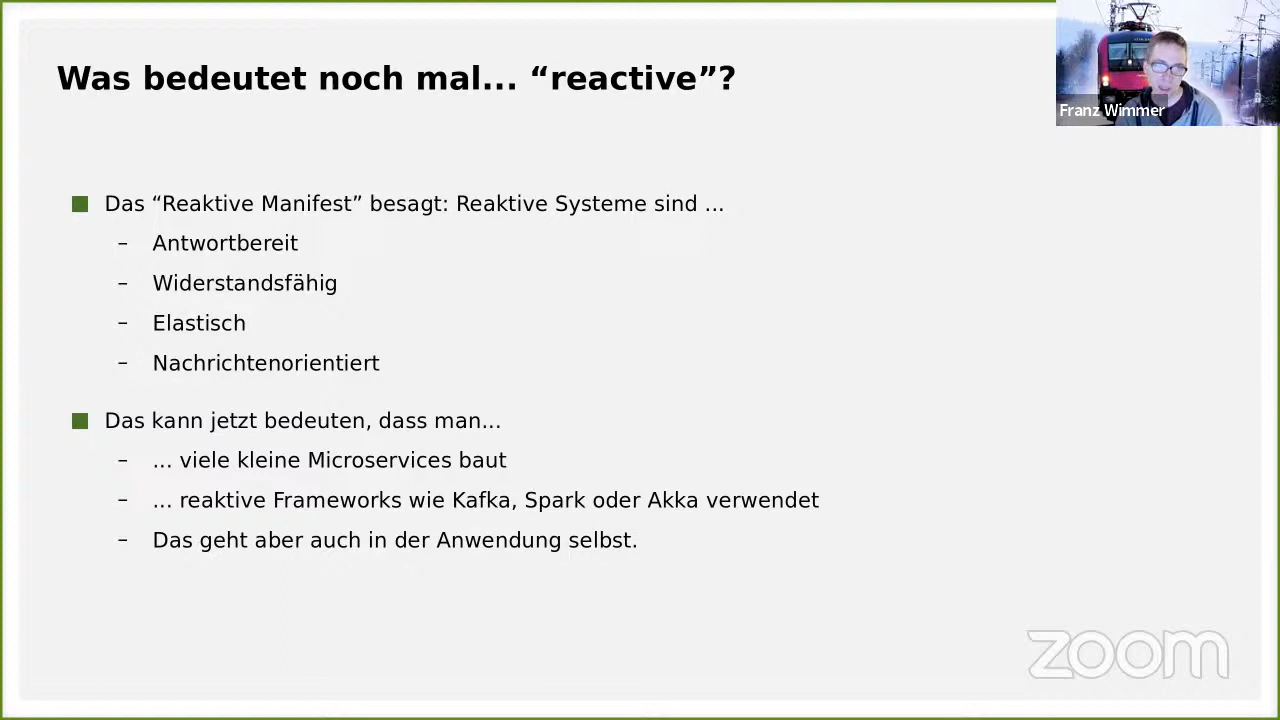 Was bedeutet noch mal... “reactive”?
Franz Wimmer
■ Das “Reaktive Manifest” besagt: Reaktive Systeme sind ...
– Antwortbereit
– Widerstandsfähig
– Elastisch
– Nachrichtenorientiert
■ Das kann jetzt bedeuten, dass man...
– ... viele kleine Microservices baut
– ... reaktive Frameworks wie Kafka, Spark oder Akka verwendet
– Das geht aber auch in der Anwendung selbst.
zoom